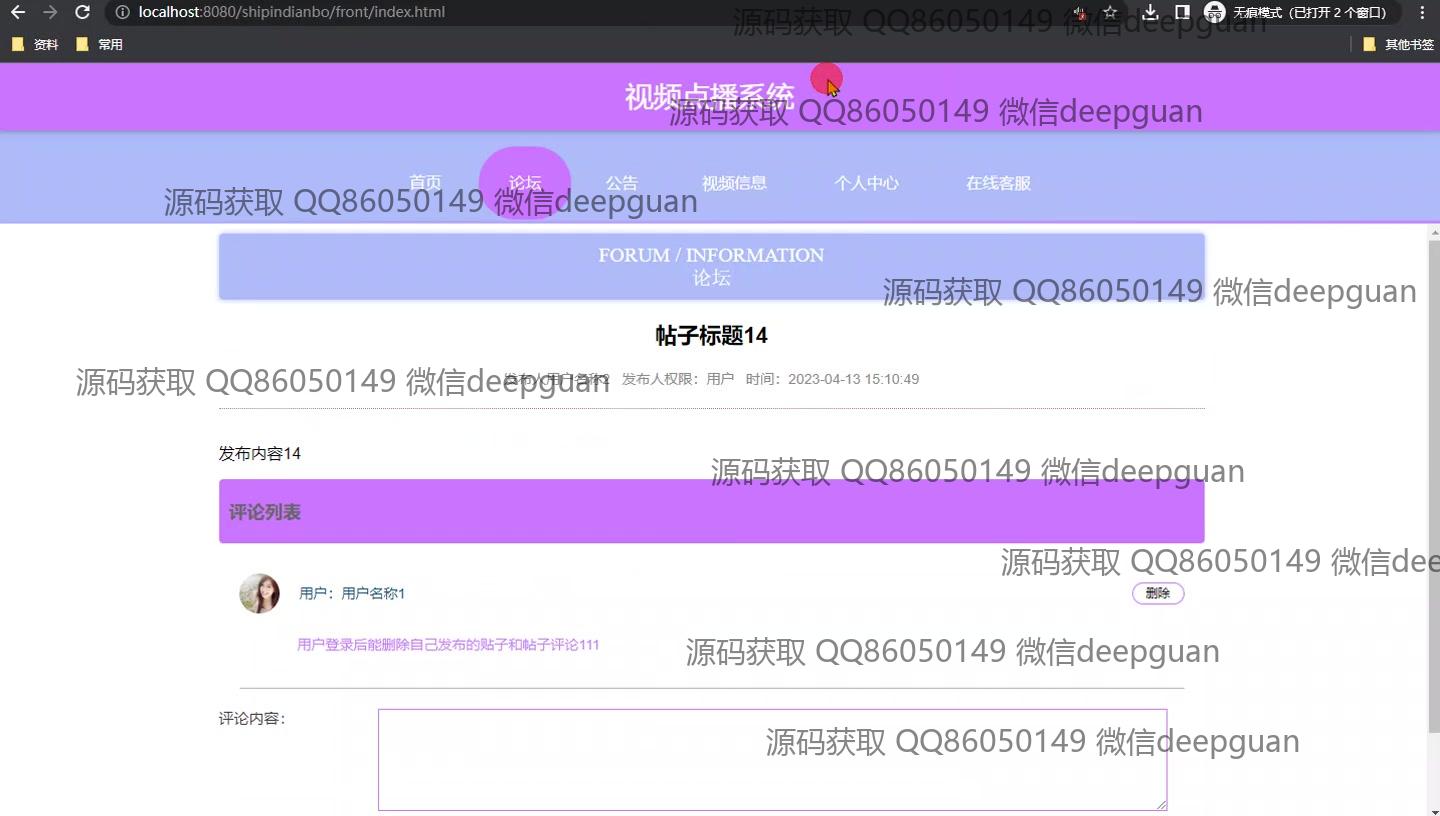 localhost:8080/shipindianbo/front/index.html
无痕模式 (已打开 2 个窗口)
源码获取 QQ86050149 微信deepguan
资料 常用 其他书签
视频点播系统
源码获取 QQ86050149 微信deepguan
首页 论坛 公告 视频信息 个人中心 在线客服
源码获取 QQ86050149 微信deepguan
FORUM / INFORMATION
论坛
源码获取 QQ86050149 微信deepguan
帖子标题14
发布人用户名称2 发布人权限：用户 时间：2023-04-13 15:10:49
源码获取 QQ86050149 微信deepguan
发布内容14
源码获取 QQ86050149 微信deepguan
评论列表
源码获取 QQ86050149 微信dee
用户：用户名称1 删除
用户登录后能删除自己发布的贴子和帖子评论111
源码获取 QQ86050149 微信deepguan
评论内容：
源码获取 QQ86050149 微信deepguan